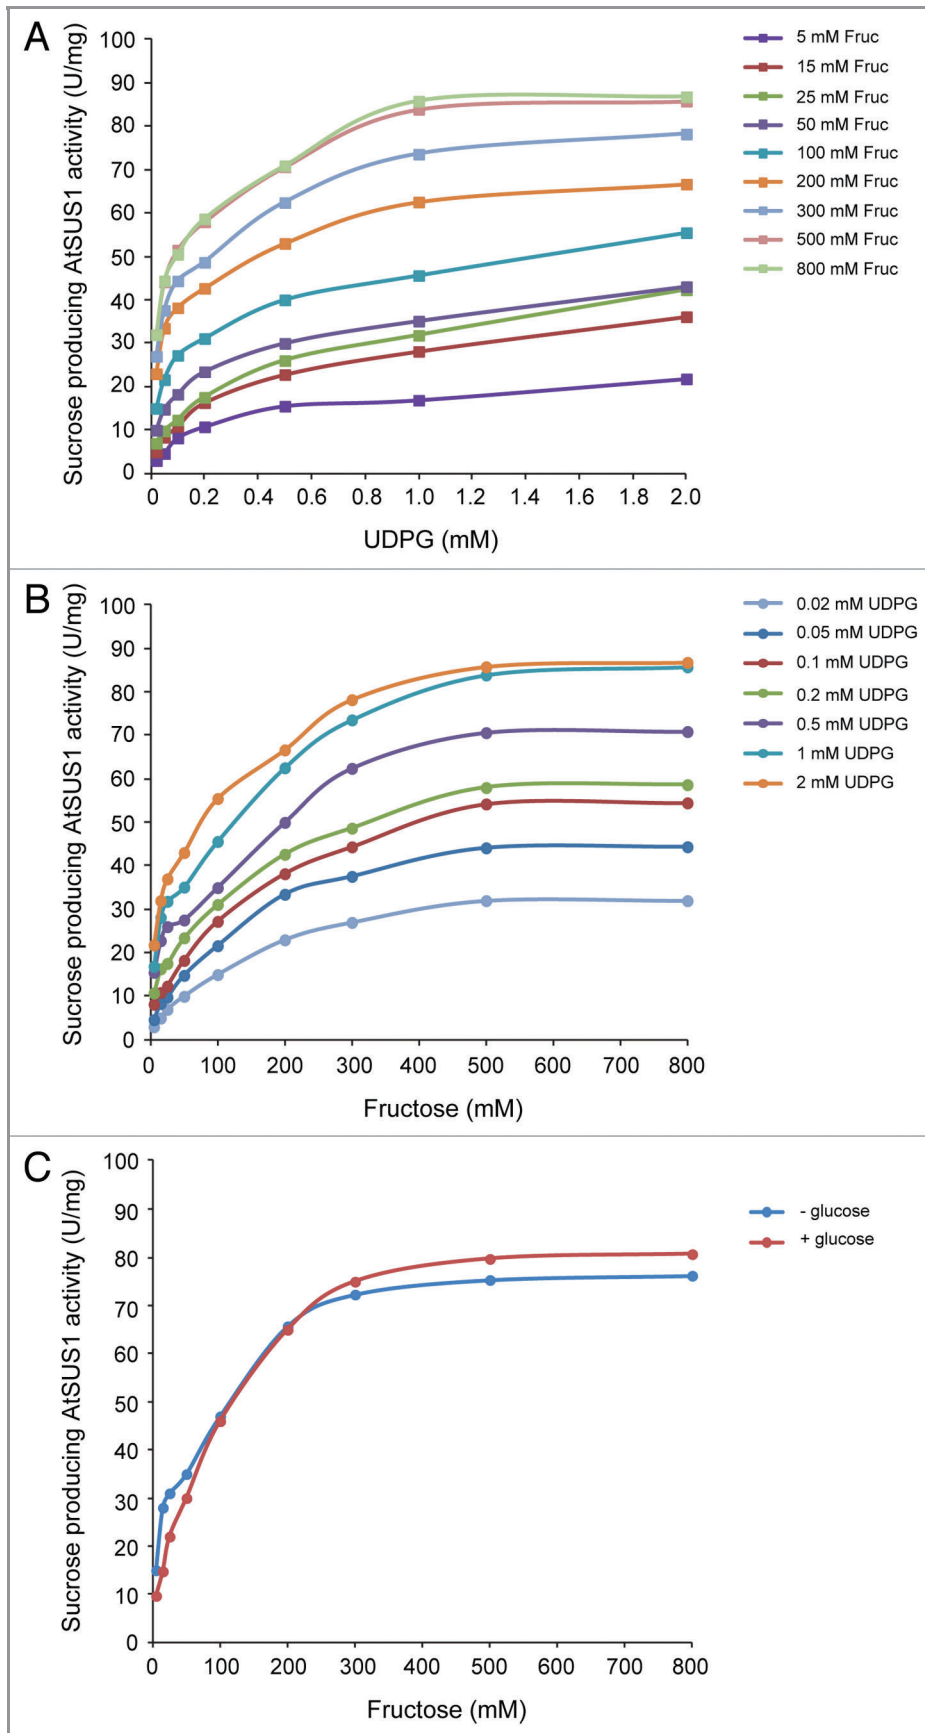 A
Sucrose producing AtSUS1 activity (U/mg)
100
90
80
70
60
50
40
30
20
10
0
0 0.2 0.4 0.6 0.8 1.0 1.2 1.4 1.6 1.8 2.0
UDPG (mM)
5 mM Fruc
15 mM Fruc
25 mM Fruc
50 mM Fruc
100 mM Fruc
200 mM Fruc
300 mM Fruc
500 mM Fruc
800 mM Fruc
B
Sucrose producing AtSUS1 activity (U/mg)
100
90
80
70
60
50
40
30
20
10
0
0 100 200 300 400 500 600 700 800
Fructose (mM)
0.02 mM UDPG
0.05 mM UDPG
0.1 mM UDPG
0.2 mM UDPG
0.5 mM UDPG
1 mM UDPG
2 mM UDPG
C
Sucrose producing AtSUS1 activity (U/mg)
100
90
80
70
60
50
40
30
20
10
0
0 100 200 300 400 500 600 700 800
Fructose (mM)
- glucose
+ glucose